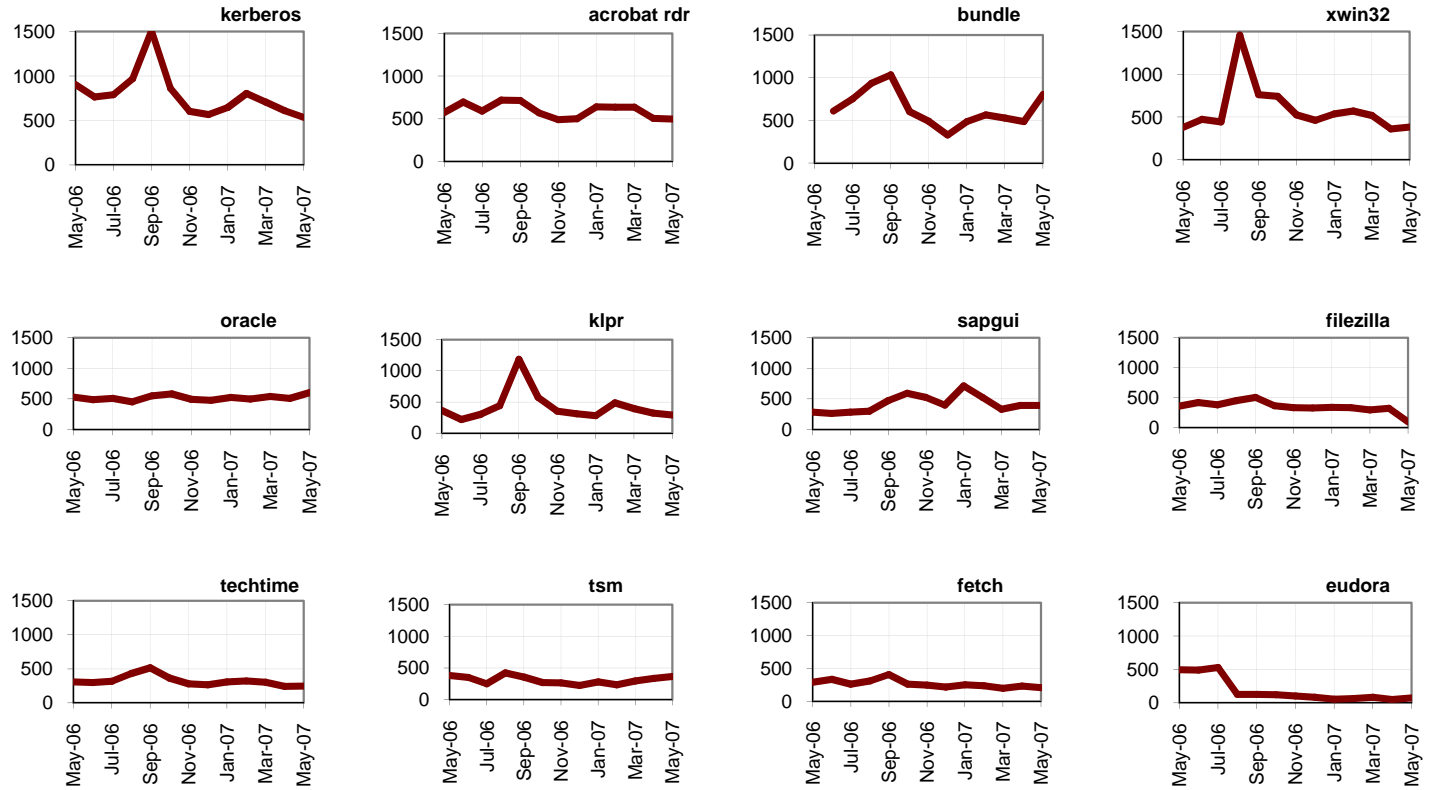 kerberos
1500
1000
500
0
May-06
Jul-06
Sep-06
Nov-06
Jan-07
Mar-07
May-07
acrobat rdr
1500
1000
500
0
May-06
Jul-06
Sep-06
Nov-06
Jan-07
Mar-07
May-07
bundle
1500
1000
500
0
May-06
Jul-06
Sep-06
Nov-06
Jan-07
Mar-07
May-07
xwin32
1500
1000
500
0
May-06
Jul-06
Sep-06
Nov-06
Jan-07
Mar-07
May-07
oracle
1500
1000
500
0
May-06
Jul-06
Sep-06
Nov-06
Jan-07
Mar-07
May-07
klpr
1500
1000
500
0
May-06
Jul-06
Sep-06
Nov-06
Jan-07
Mar-07
May-07
sapgui
1500
1000
500
0
May-06
Jul-06
Sep-06
Nov-06
Jan-07
Mar-07
May-07
filezilla
1500
1000
500
0
May-06
Jul-06
Sep-06
Nov-06
Jan-07
Mar-07
May-07
techtime
1500
1000
500
0
May-06
Jul-06
Sep-06
Nov-06
Jan-07
Mar-07
May-07
tsm
1500
1000
500
0
May-06
Jul-06
Sep-06
Nov-06
Jan-07
Mar-07
May-07
fetch
1500
1000
500
0
May-06
Jul-06
Sep-06
Nov-06
Jan-07
Mar-07
May-07
eudora
1500
1000
500
0
May-06
Jul-06
Sep-06
Nov-06
Jan-07
Mar-07
May-07